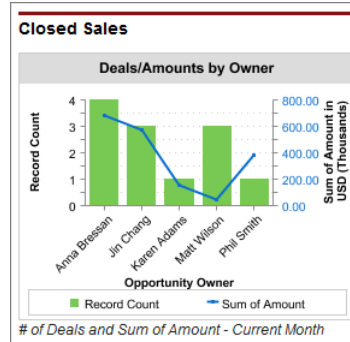 Closed Sales
Deals/Amounts by Owner
Record Count
4
3
2
1
0
800.00
600.00
400.00
200.00
0.00
Sum of Amount in
USD (Thousands)
Anna Bressan
Jin Chang
Karen Adams
Matt Wilson
Phil Smith
Opportunity Owner
Record Count
Sum of Amount
# of Deals and Sum of Amount - Current Month